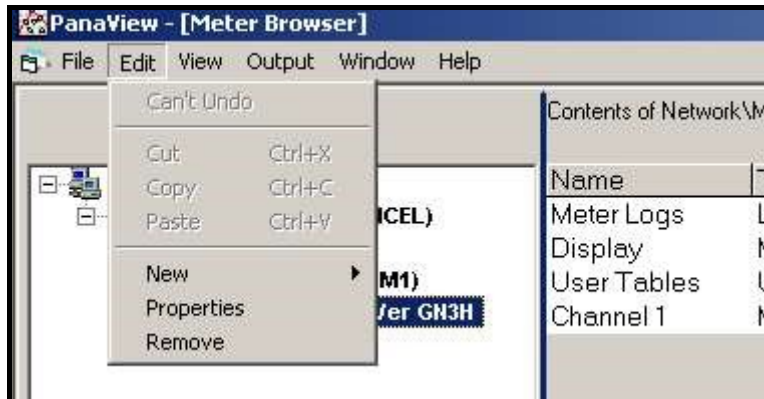 PanaView - [Meter Browser]
File Edit View Output Window Help
Can't Undo
Cut Ctrl+X
Copy Ctrl+C
Paste Ctrl+V
New
Properties
Remove
ICEL)
M1)
Ver GN3H
Contents of Network\M
Name
Meter Logs
Display
User Tables
Channel 1